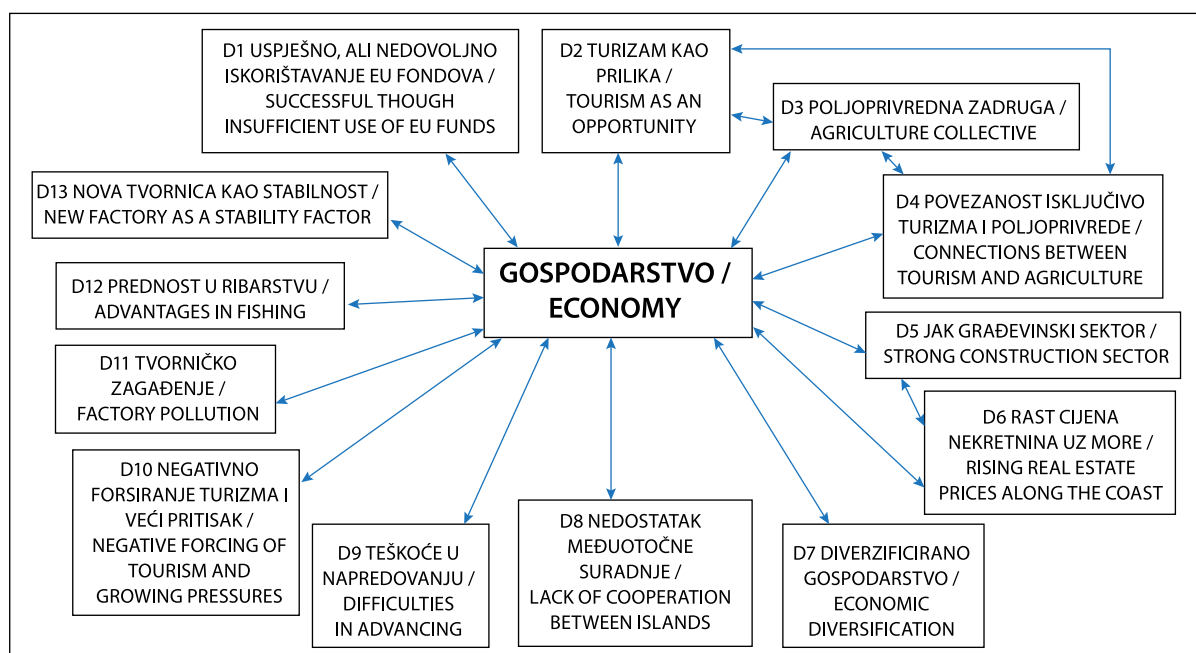 D1 USPJEŠNO, ALI NEDOVOLJNO
ISKORIŠTAVANJE EU FONDOVA /
SUCCESSFUL THOUGH
INSUFFICIENT USE OF EU FUNDS
D2 TURIZAM KAO
PRILIKA /
TOURISM AS AN
OPPORTUNITY
D3 POLJOPRIVREDNA ZADRUGA /
AGRICULTURE COLLECTIVE
D13 NOVA TVORNICA KAO STABILNOST /
NEW FACTORY AS A STABILITY FACTOR
D4 POVEZANOST ISKLJUČIVO
TURIZMA I POLJOPRIVREDE /
CONNECTIONS BETWEEN
TOURISM AND AGRICULTURE
GOSPODARSTVO /
ECONOMY
D12 PREDNOST U RIBARSTVU /
ADVANTAGES IN FISHING
D5 JAK GRAĐEVINSKI SEKTOR /
STRONG CONSTRUCTION SECTOR
D11 TVORNIČKO
ZAGAĐENJE /
FACTORY POLLUTION
D6 RAST CIJENA
NEKRETNINA UZ MORE /
RISING REAL ESTATE
PRICES ALONG THE COAST
D10 NEGATIVNO
FORSIRANJE TURIZMA I
VEĆI PRITISAK /
NEGATIVE FORCING OF
TOURISM AND
GROWING PRESSURES
D9 TEŠKOĆE U
NAPREDOVANJU /
DIFFICULTIES
IN ADVANCING
D8 NEDOSTATAK
MEĐUOTOČNE
SURADNJE /
LACK OF COOPERATION
BETWEEN ISLANDS
D7 DIVERZIFICIRANO
GOSPODARSTVO /
ECONOMIC
DIVERSIFICATION